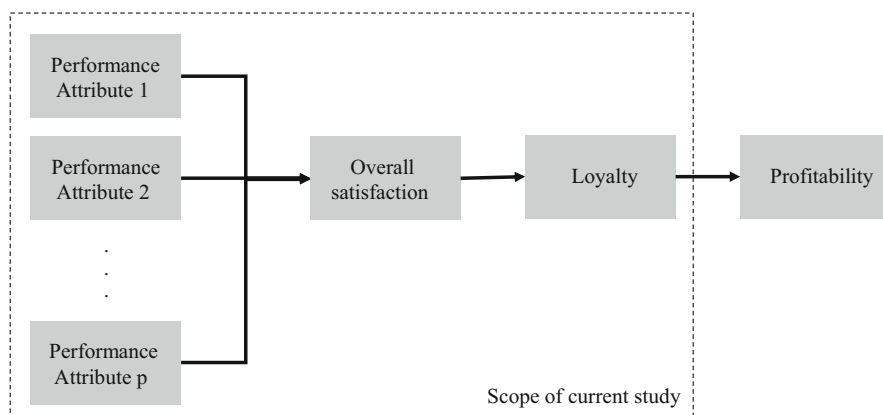 Performance
Attribute 1
Performance
Attribute 2
.
.
.
Performance
Attribute p
Overall
satisfaction
Loyalty
Profitability
Scope of current study